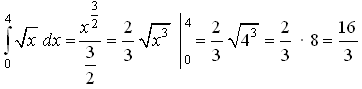 ∫₀⁴ √x dx = x^(3/2) / (3/2) = 2/3 √x³ |₀⁴ = 2/3 √4³ = 2/3 · 8 = 16/3